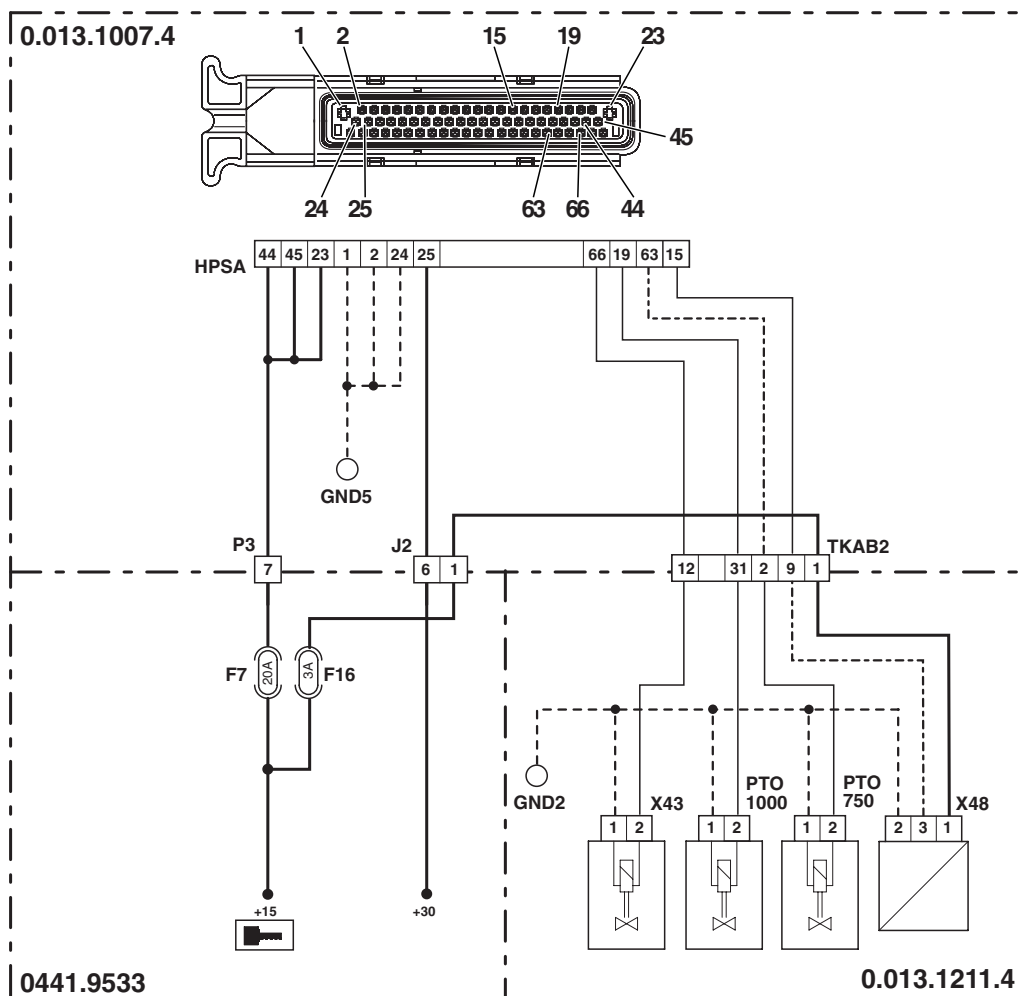 0.013.1007.4
1 2 15 19 23
45
24 25 63 66 44
HPSA 44 45 23 1 2 24 25 66 19 63 15
GND5
P3 J2 TKAB2
7 6 1 12 31 2 9 1
F7 20A 3A F16
GND2
PTO PTO
X43 1000 750 X48
1 2 1 2 1 2 2 3 1
+15 +30
0441.9533 0.013.1211.4